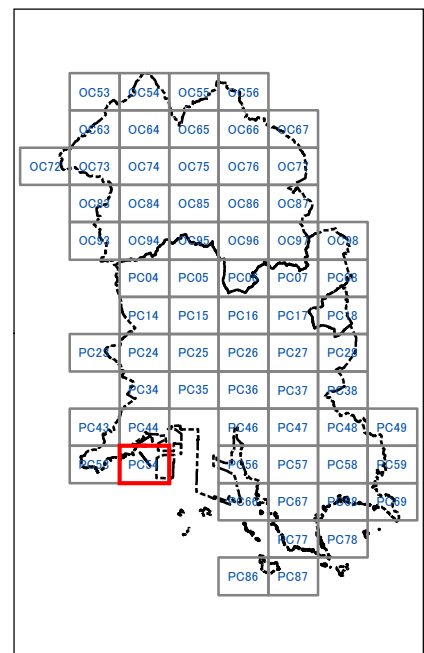 OC53 OC54 OC55 OC56
OC63 OC64 OC65 OC66 OC67
OC72 OC73 OC74 OC75 OC76 OC77
OC83 OC84 OC85 OC86 OC87
OC93 OC94 OC95 OC96 OC97 OC98
PC04 PC05 PC06 PC07 PC08
PC14 PC15 PC16 PC17 PC18
PC23 PC24 PC25 PC26 PC27 PC28
PC34 PC35 PC36 PC37 PC38
PC43 PC44 PC46 PC47 PC48 PC49
PC53 PC54 PC56 PC57 PC58 PC59
PC66 PC67 PC68 PC69
PC77 PC78
PC86 PC87